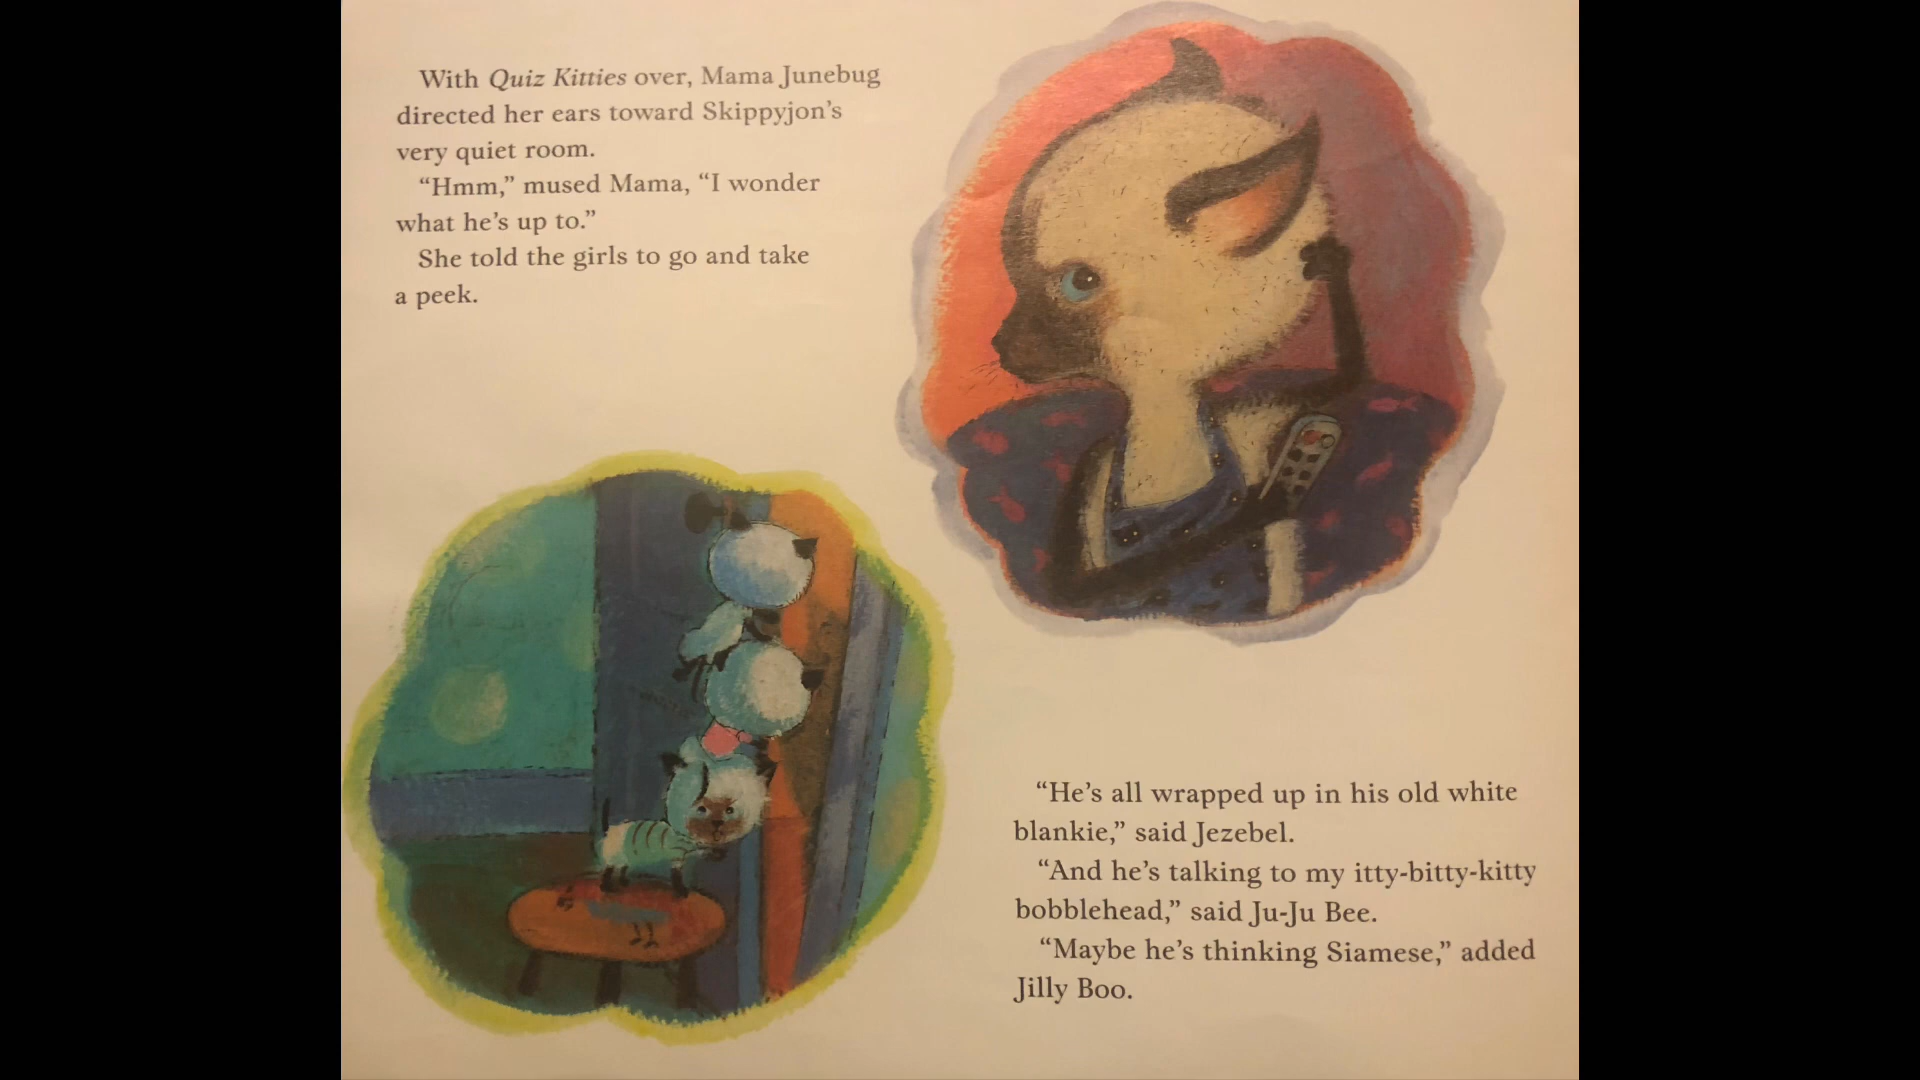 With Quiz Kitties over, Mama Junebug
directed her ears toward Skippyjon's
very quiet room.
“Hmm,” mused Mama, “I wonder
what he's up to.”
She told the girls to go and take
a peek.
“He's all wrapped up in his old white
blankie,” said Jezebel.
“And he's talking to my itty-bitty-kitty
bobblehead,” said Ju-Ju Bee.
“Maybe he's thinking Siamese,” added
Jilly Boo.